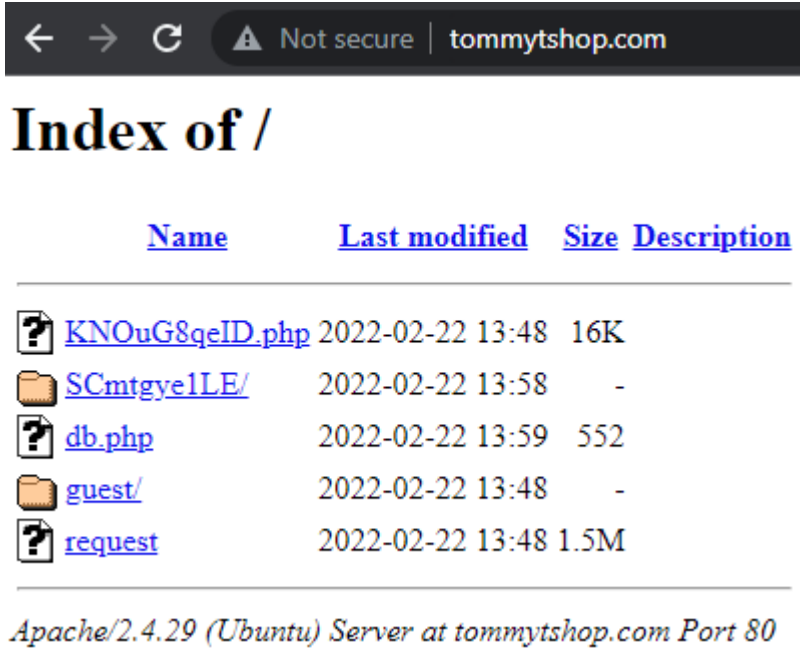 Not secure | tommytshop.com
Index of /
Name Last modified Size Description
KNOuG8qeID.php 2022-02-22 13:48 16K
SCmtgye1LE/ 2022-02-22 13:58 -
db.php 2022-02-22 13:59 552
guest/ 2022-02-22 13:48 -
request 2022-02-22 13:48 1.5M
Apache/2.4.29 (Ubuntu) Server at tommytshop.com Port 80